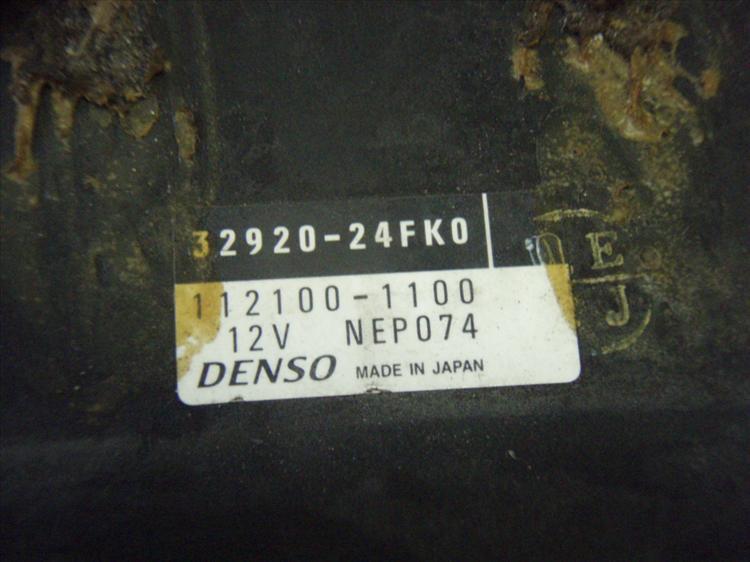 32920-24FK0
112100-1100
12V NEP074
DENSO MADE IN JAPAN
E
J